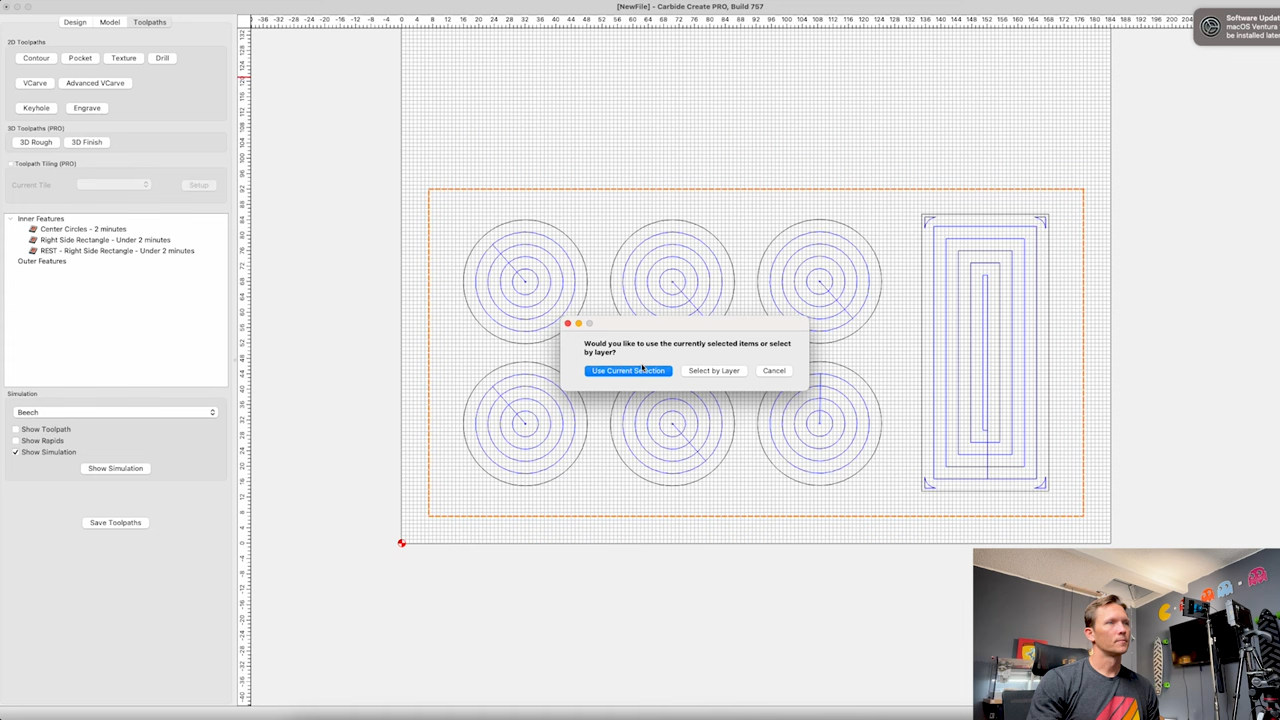 [NewFile] - Carbide Create PRO, Build 757
Design
Model
Toolpaths
2D Toolpaths
Contour
Pocket
Texture
Drill
VCarve
Advanced VCarve
Keyhole
Engrave
3D Toolpaths (PRO)
3D Rough
3D Finish
Toolpath Tiling (PRO)
Current Tile
Setup
Inner Features
Center Circles - 2 minutes
Right Side Rectangle - Under 2 minutes
REST - Right Side Rectangle - Under 2 minutes
Outer Features
Simulation
Beech
Show Toolpath
Show Rapids
Show Simulation
Show Simulation
Save Toolpaths
Would you like to use the currently selected items or select
by layer?
Use Current Selection
Select by Layer
Cancel
Software Updat
macOS Ventura
be installed later